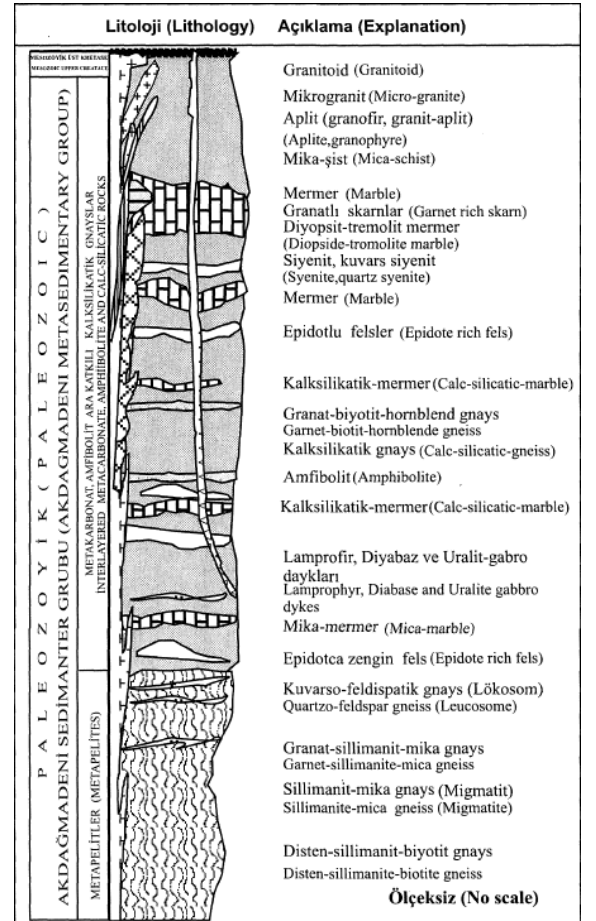 Litoloji (Lithology) Açıklama (Explanation)
MESOZOYİK ÜST KRETASE
MESOZOIC UPPER CREATACE
PALEOZOYİK (PALEOZOIC)
AKDAĞMADENİ SEDİMANTER GRUBU (AKDAGMADENI METASEDIMENTARY GROUP)
METAKARBONAT, AMFİBOLİT ARA KATKILI KALKSİLİKATİK GNAYSLAR
INTERLAYERED METACARBONATE, AMPHIBOLITE AND CALC-SILICATIC ROCKS
METAPELİTLER (METAPELITES)
Granitoid (Granitoid)
Mikrogranit (Micro-granite)
Aplit (granofir, granit-aplit)
(Aplite,granophyre)
Mika-şist (Mica-schist)
Mermer (Marble)
Granatlı skarnlar (Garnet rich skarn)
Diyopsit-tremolit mermer
(Diopside-tromolite marble)
Siyenit, kuvars siyenit
(Syenite,quartz syenite)
Mermer (Marble)
Epidotlu felsler (Epidote rich fels)
Kalksilikatik-mermer(Calc-silicatic-marble)
Granat-biyotit-hornblend gnays
Garnet-biotit-hornblende gneiss
Kalksilikatik gnays (Calc-silicatic-gneiss)
Amfibolit (Amphibolite)
Kalksilikatik-mermer(Calc-silicatic-marble)
Lamprofir, Diyabaz ve Uralit-gabro
daykları
Lamprophyr, Diabase and Uralite gabbro
dykes
Mika-mermer (Mica-marble)
Epidotca zengin fels (Epidote rich fels)
Kuvarso-feldispatik gnays (Lökosom)
Quartzo-feldspar gneiss (Leucosome)
Granat-sillimanit-mika gnays
Garnet-sillimanite-mica gneiss
Sillimanit-mika gnays (Migmatit)
Sillimanite-mica gneiss (Migmatite)
Disten-sillimanit-biyotit gnays
Disten-sillimanite-biotite gneiss
Ölçeksiz (No scale)